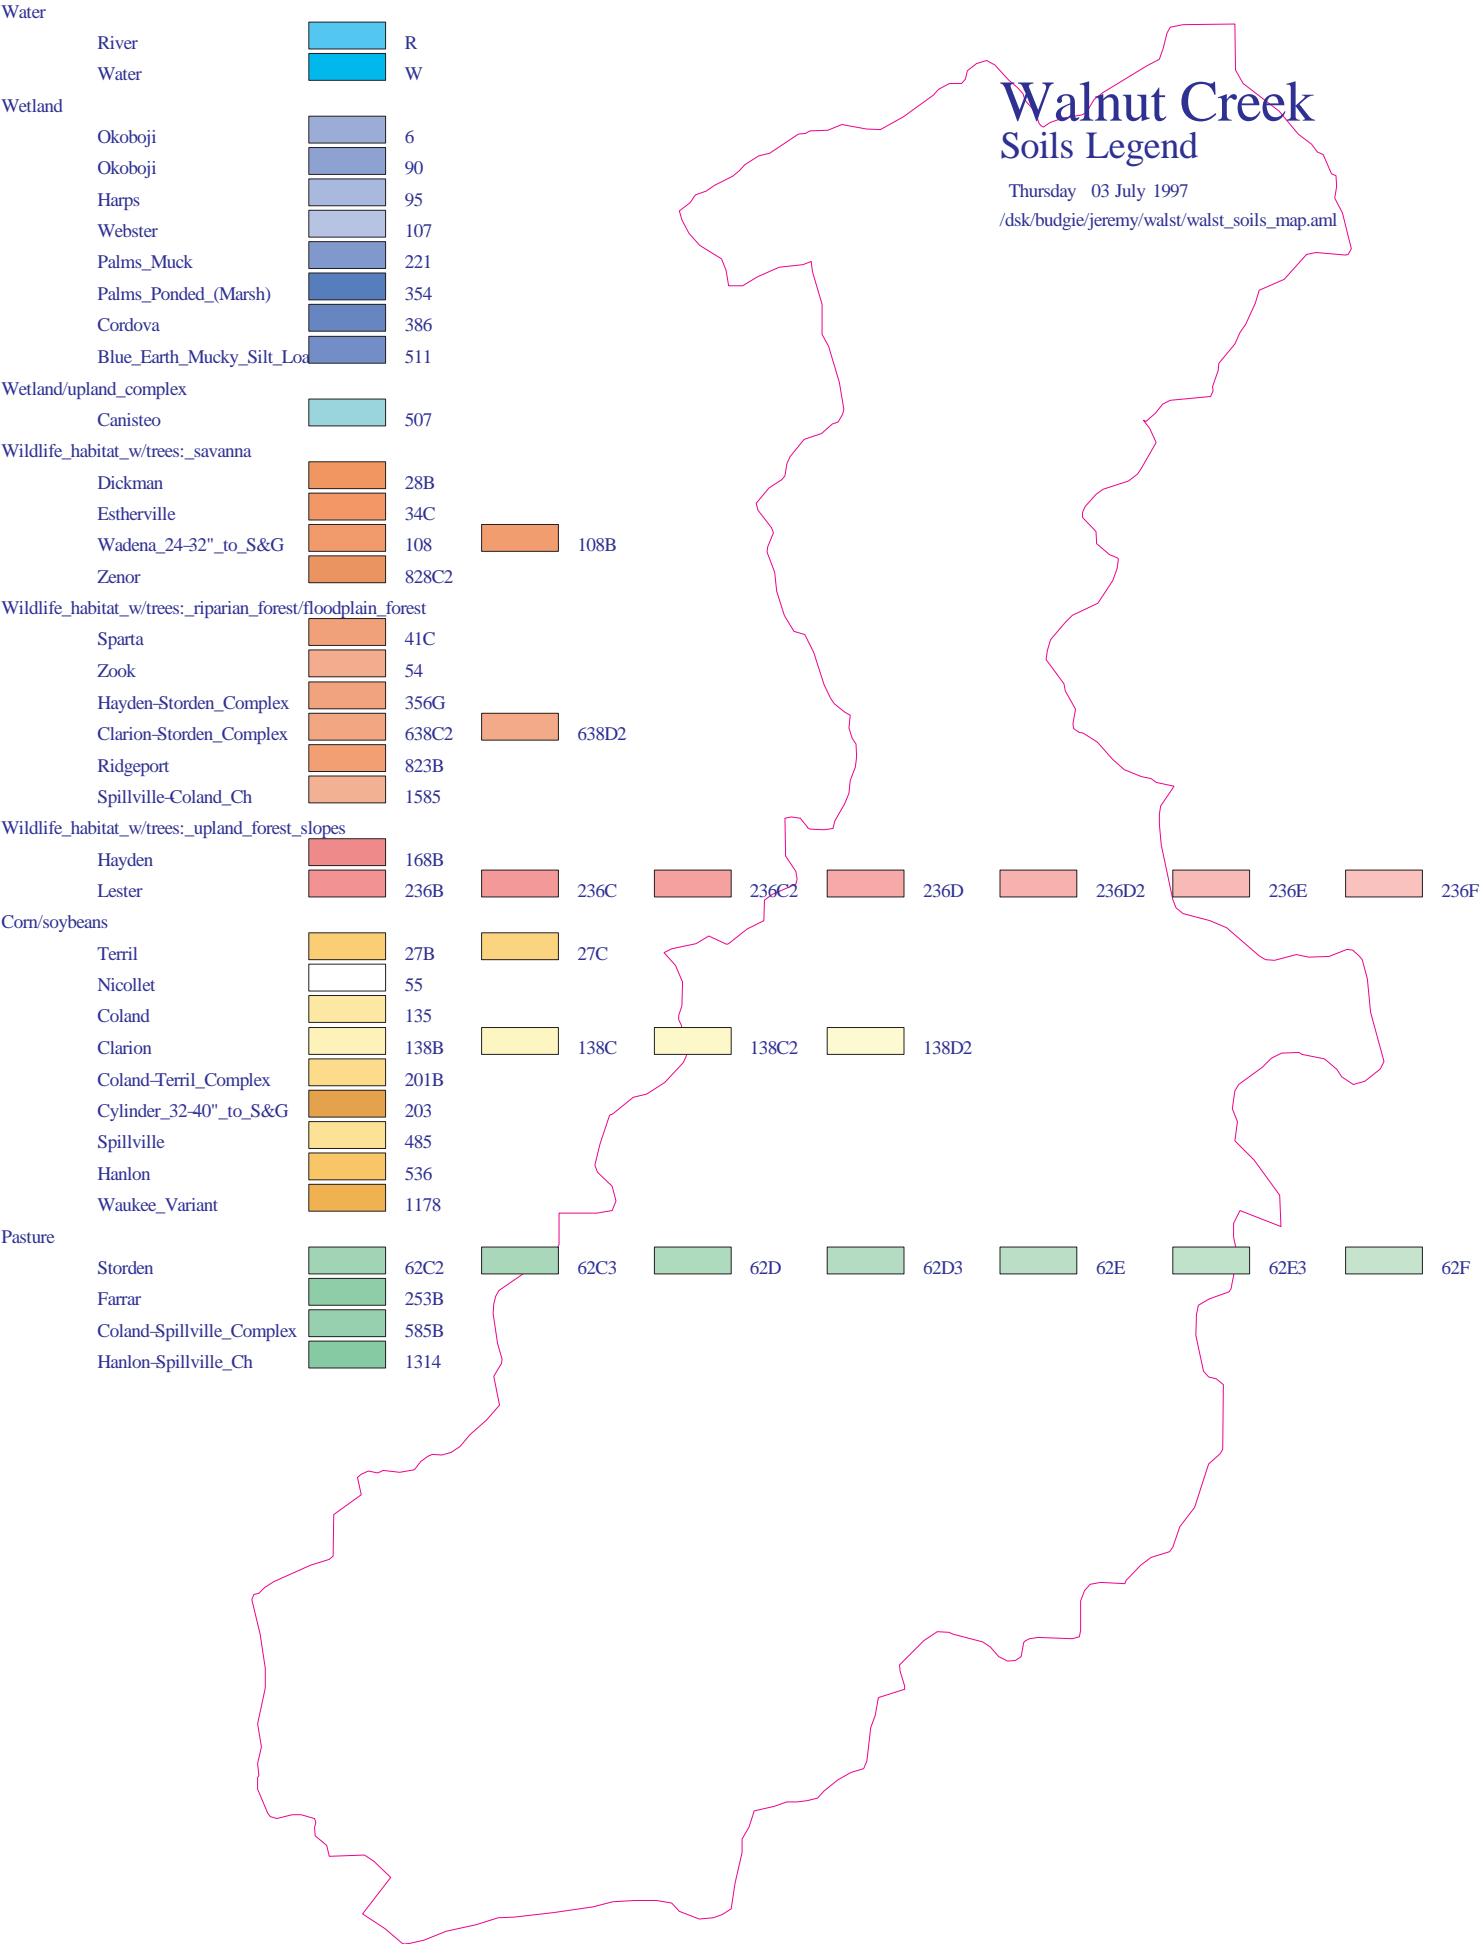 Water
River R
Water W
Wetland
Okoboji 6
Okoboji 90
Harps 95
Webster 107
Palms_Muck 221
Palms_Ponded_(Marsh) 354
Cordova 386
Blue_Earth_Mucky_Silt_Loa 511
Wetland/upland_complex
Canisteo 507
Wildlife_habitat_w/trees:_savanna
Dickman 28B
Estherville 34C
Wadena_24-32"_to_S&G 108 108B
Zenor 828C2
Wildlife_habitat_w/trees:_riparian_forest/floodplain_forest
Sparta 41C
Zook 54
Hayden-Storden_Complex 356G
Clarion-Storden_Complex 638C2 638D2
Ridgeport 823B
Spillville-Coland_Ch 1585
Wildlife_habitat_w/trees:_upland_forest_slopes
Hayden 168B
Lester 236B 236C 236C2 236D 236D2 236E 236F
Corn/soybeans
Terril 27B 27C
Nicollet 55
Coland 135
Clarion 138B 138C 138C2 138D2
Coland-Terril_Complex 201B
Cylinder_32-40"_to_S&G 203
Spillville 485
Hanlon 536
Waukee_Variant 1178
Pasture
Storden 62C2 62C3 62D 62D3 62E 62E3 62F
Farrar 253B
Coland-Spillville_Complex 585B
Hanlon-Spillville_Ch 1314
Walnut Creek
Soils Legend
Thursday 03 July 1997
/dsk/budgie/jeremy/walst/walst_soils_map.aml